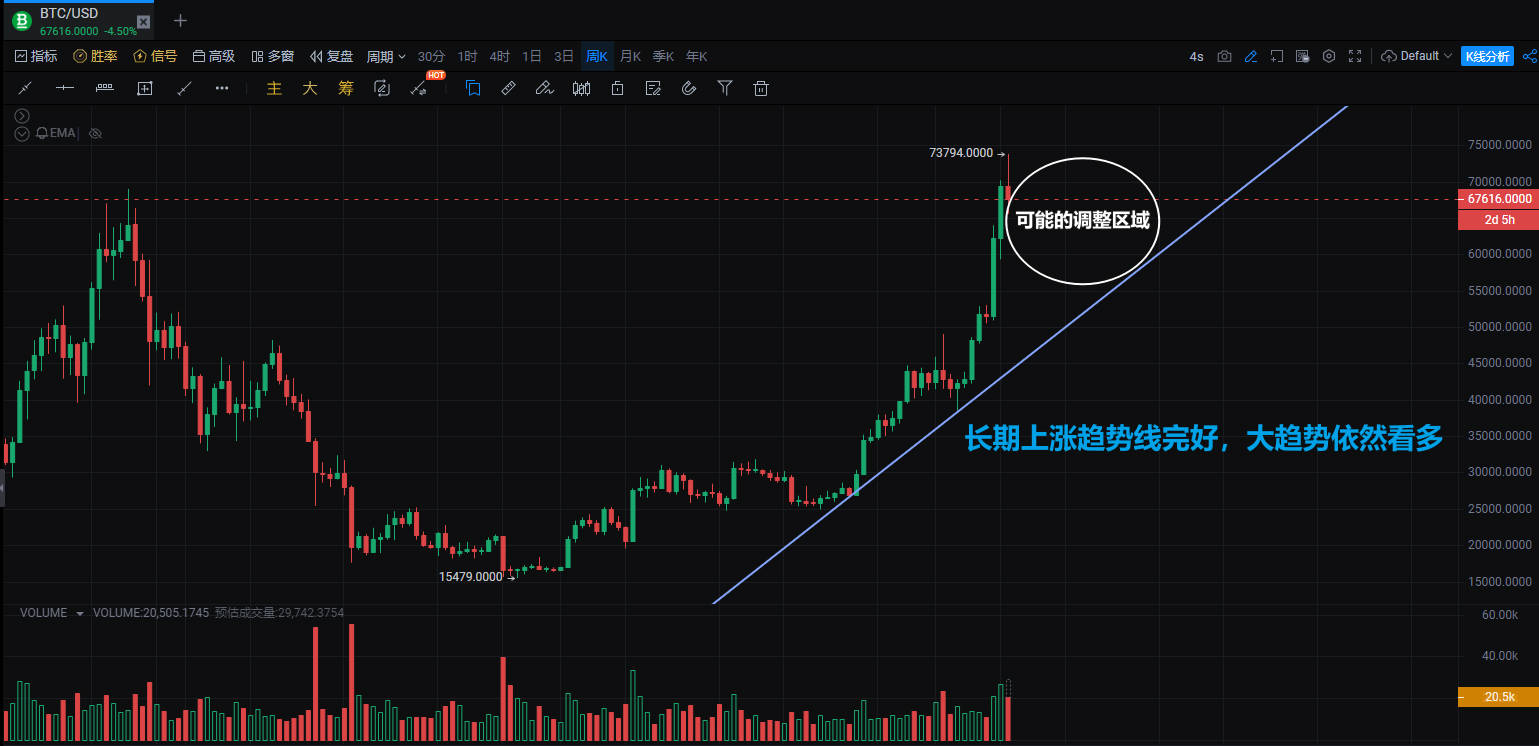 BTC/USD
67616.0000 -4.50%
指标 胜率 信号 高级 多窗 复盘 周期 30分 1时 4时 1日 3日 周K 月K 季K 年K 4s Default K线分析
主 大 筹 HOT
EMA
73794.0000
可能的调整区域
长期上涨趋势线完好，大趋势依然看多
15479.0000
75000.0000
70000.0000
67616.0000
2d 5h
60000.0000
55000.0000
50000.0000
45000.0000
40000.0000
35000.0000
30000.0000
25000.0000
20000.0000
15000.0000
VOLUME VOLUME:20,505.1745 预估成交量:29,742.3754
60.00k
40.00k
20.5k